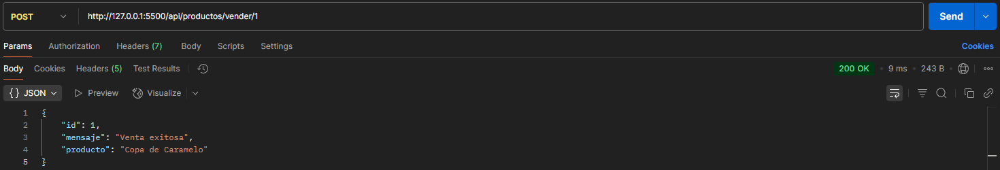 POST http://127.0.0.1:5500/api/productos/vender/1 Send
Params Authorization Headers (7) Body Scripts Settings Cookies
Body Cookies Headers (5) Test Results 200 OK • 9 ms • 243 B
{} JSON Preview Visualize
1 {
2 "id": 1,
3 "mensaje": "Venta exitosa",
4 "producto": "Copa de Caramelo"
5 }